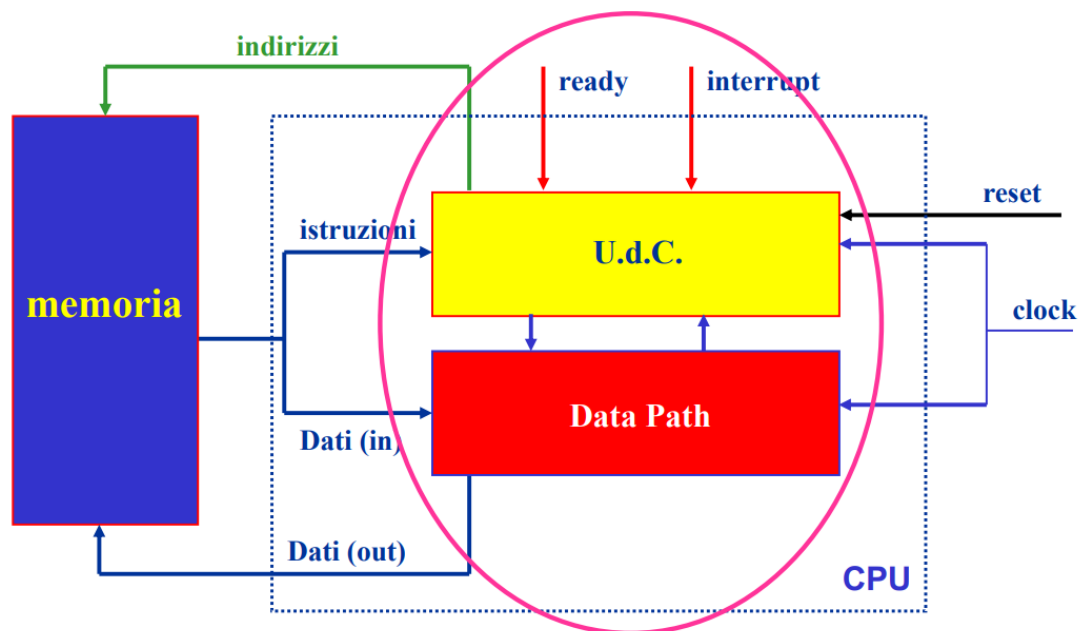 indirizzi
ready
interrupt
reset
istruzioni
U.d.C.
memoria
clock
Data Path
Dati (in)
Dati (out)
CPU